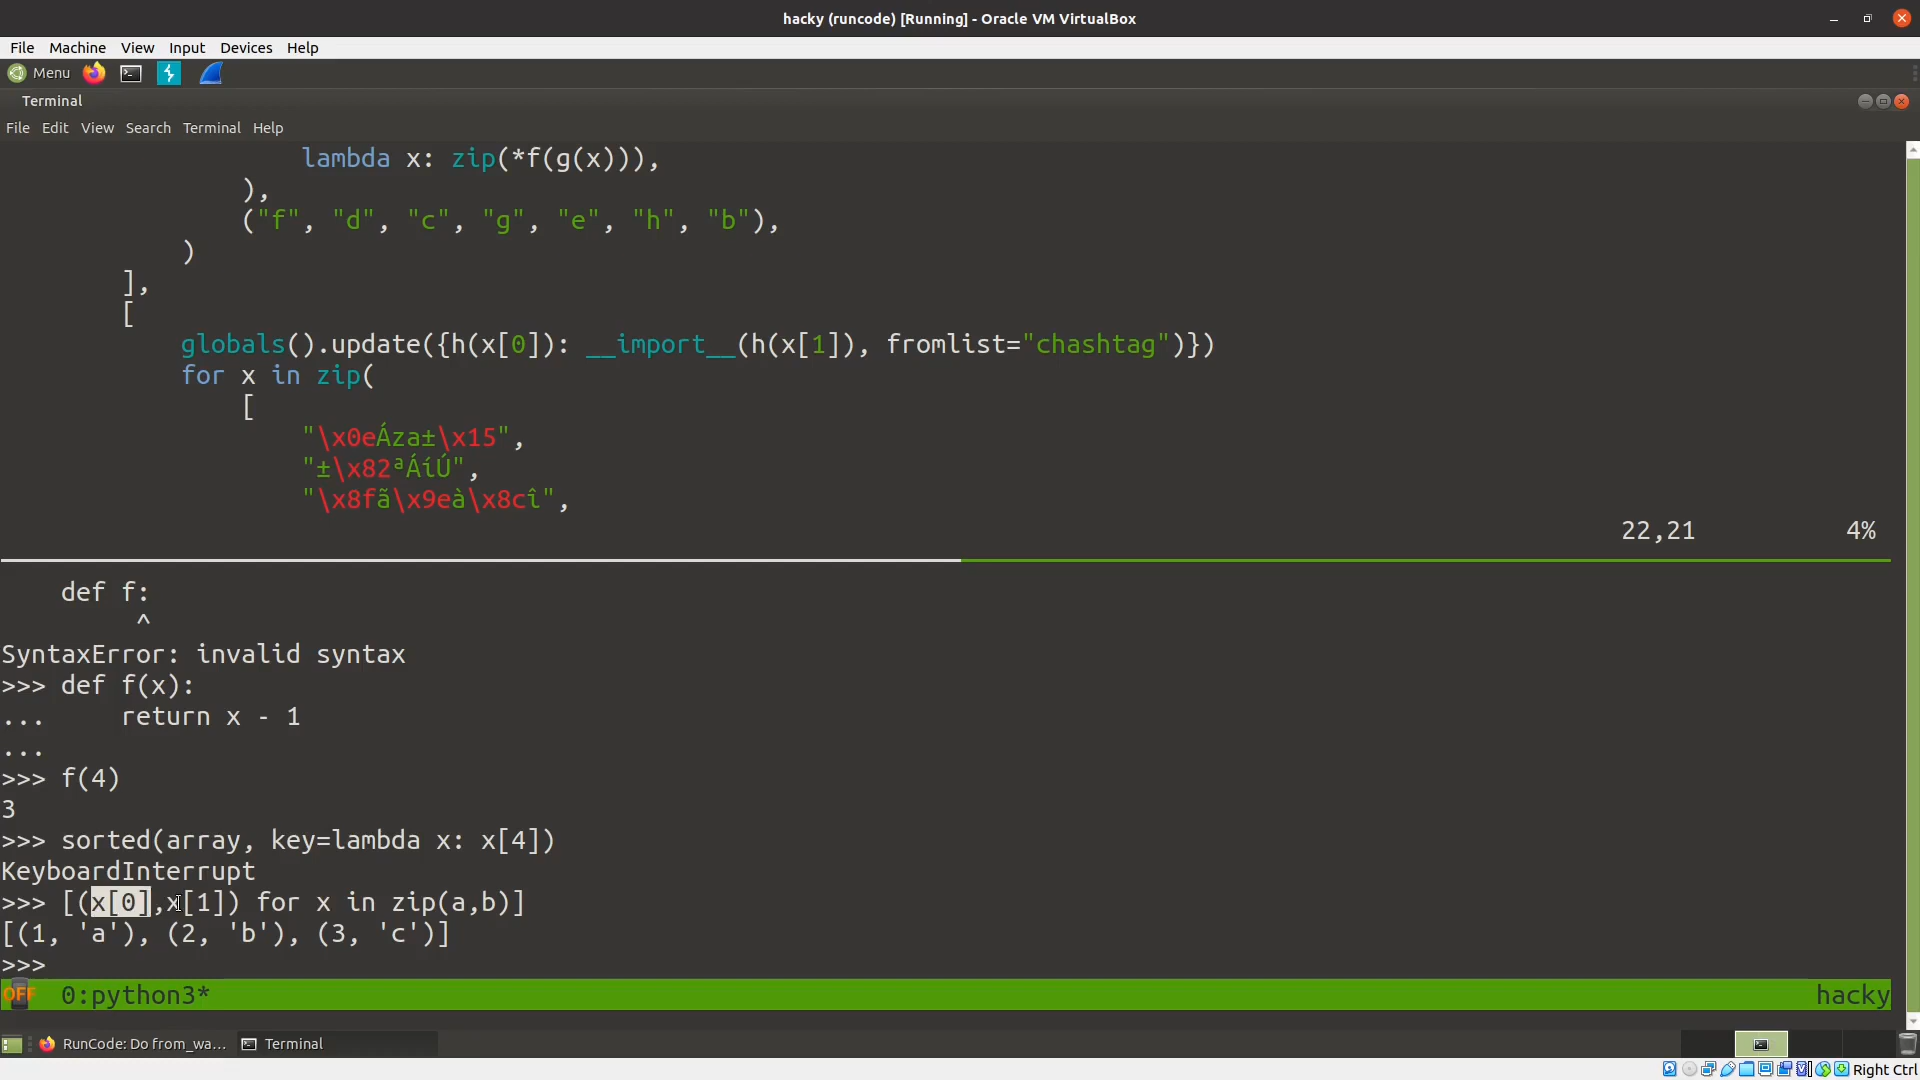 hacky (runcode) [Running] - Oracle VM VirtualBox
File Machine View Input Devices Help
Menu
Terminal
File Edit View Search Terminal Help
lambda x: zip(*f(g(x))),
),
("f", "d", "c", "g", "e", "h", "b"),
)
],
[
globals().update({h(x[0]): __import__(h(x[1]), fromlist="chashtag")})
for x in zip(
[
"\x0eÁza±\x15",
"±\x82ªÁíÚ",
"\x8fã\x9eà\x8cî",
22,21 4%
def f:
^
SyntaxError: invalid syntax
>>> def f(x):
... return x - 1
...
>>> f(4)
3
>>> sorted(array, key=lambda x: x[4])
KeyboardInterrupt
>>> [(x[0],x[1]) for x in zip(a,b)]
[(1, 'a'), (2, 'b'), (3, 'c')]
>>>
OFF 0:python3* hacky
RunCode: Do from_wa... Terminal
Right Ctrl